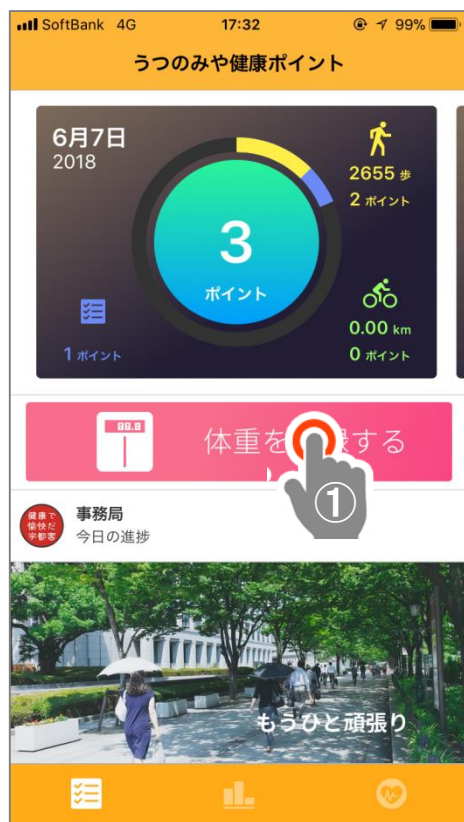 SoftBank 4G 17:32 99%
うつのみや健康ポイント
6月7日
2018
2655 歩
2 ポイント
3
ポイント
0.00 km
0 ポイント
1 ポイント
88.8
体重を 録する
①
健康で
愉快だ
宇都宮
事務局
今日の進捗
もうひと頑張り